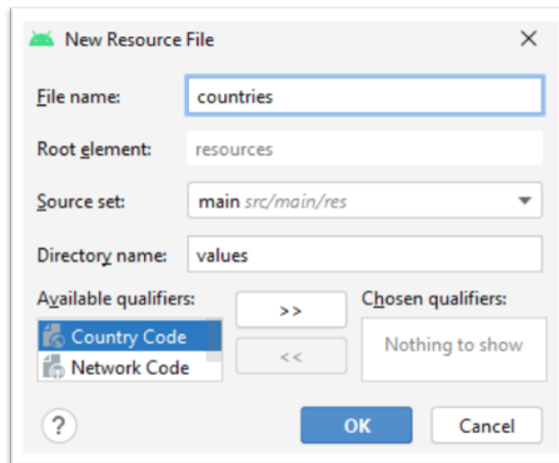 New Resource File
File name: countries
Root element: resources
Source set: main src/main/res
Directory name: values
Available qualifiers:
Country Code
Network Code
>>
<<
Chosen qualifiers:
Nothing to show
?
OK
Cancel